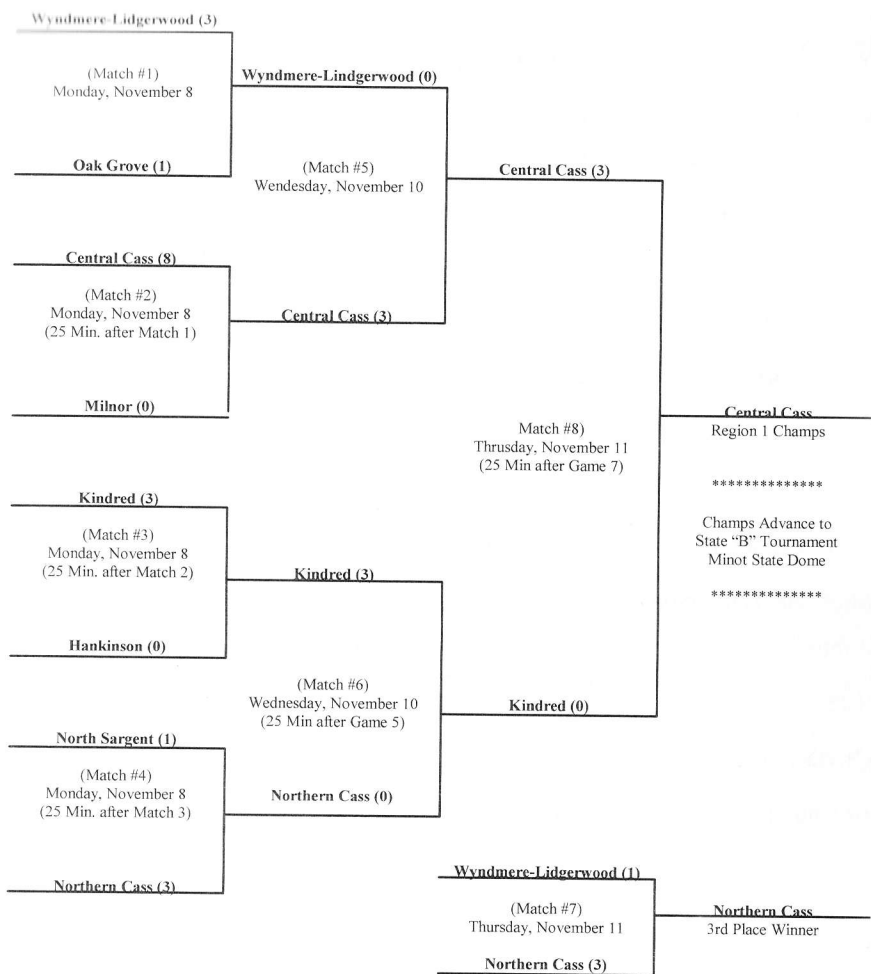 Wyndmere-Lidgerwood (3)
(Match #1)
Monday, November 8
Oak Grove (1)
Wyndmere-Lindgerwood (0)
(Match #5)
Wendesday, November 10
Central Cass (3)
Central Cass (8)
(Match #2)
Monday, November 8
(25 Min. after Match 1)
Central Cass (3)
Milnor (0)
Match #8)
Thrusday, November 11
(25 Min after Game 7)
Central Cass
Region 1 Champs
**************
Champs Advance to
State “B” Tournament
Minot State Dome
**************
Kindred (3)
(Match #3)
Monday, November 8
(25 Min. after Match 2)
Kindred (3)
Hankinson (0)
(Match #6)
Wednesday, November 10
(25 Min after Game 5)
Kindred (0)
North Sargent (1)
(Match #4)
Monday, November 8
(25 Min. after Match 3)
Northern Cass (0)
Northern Cass (3)
Wyndmere-Lidgerwood (1)
(Match #7)
Thursday, November 11
Northern Cass (3)
Northern Cass
3rd Place Winner